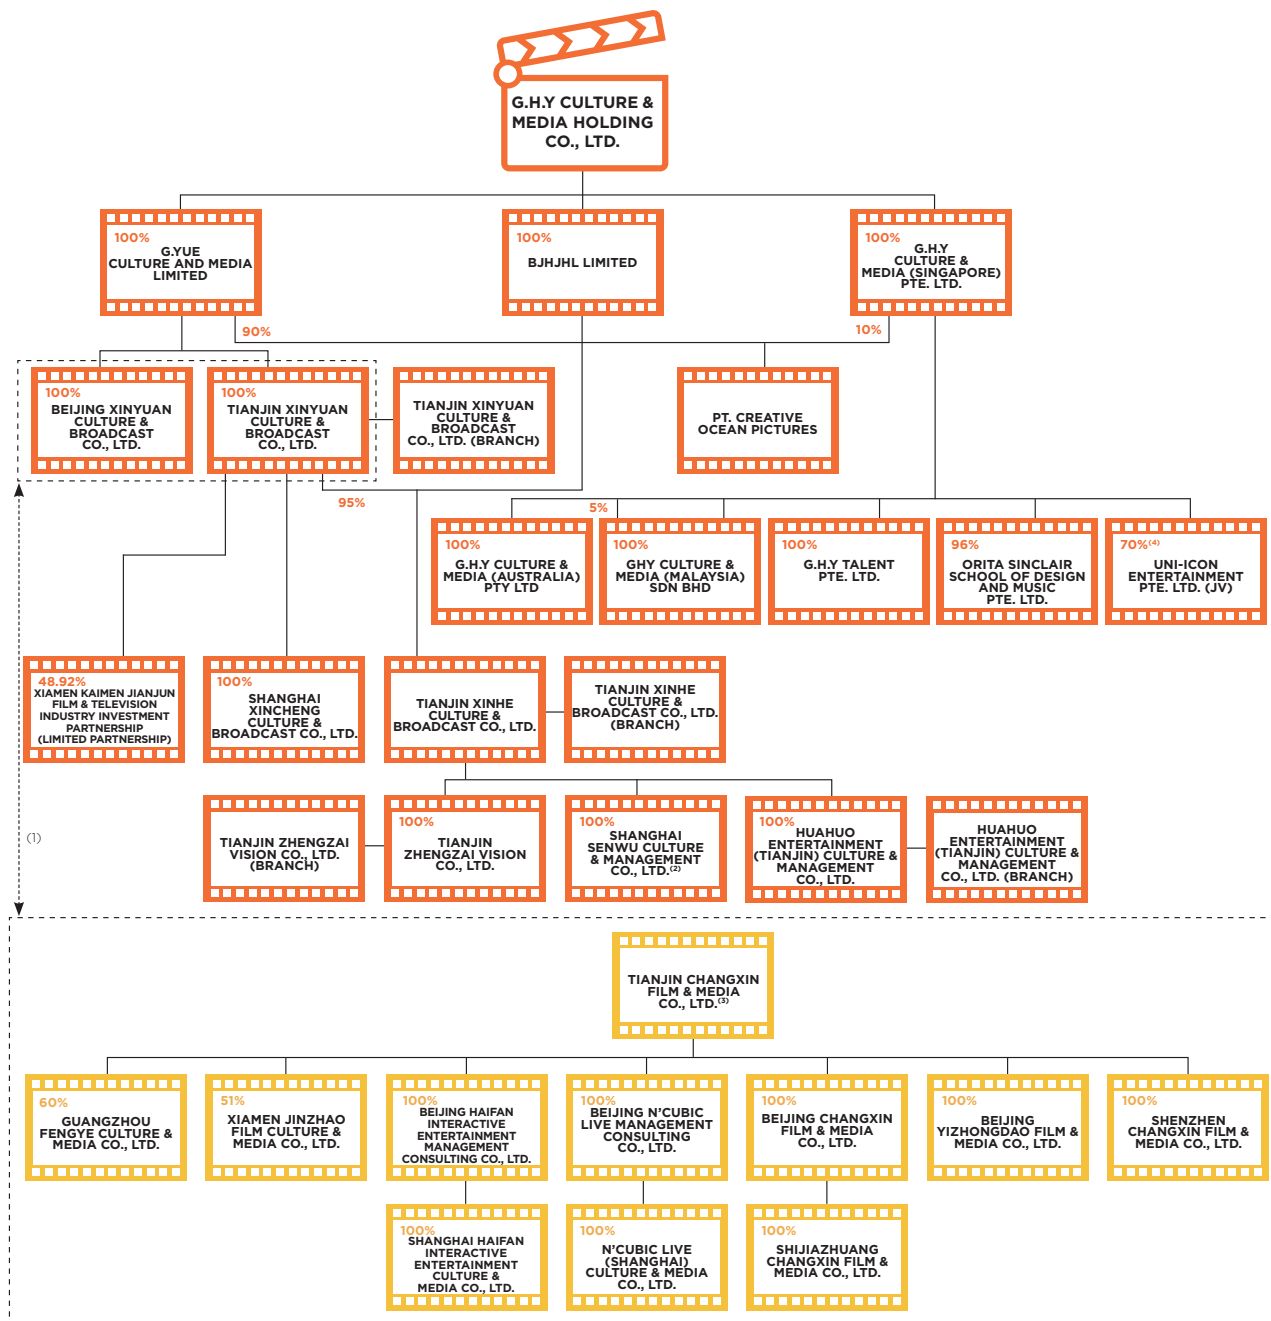 G.H.Y CULTURE &
MEDIA HOLDING
CO., LTD.
100%
G.YUE
CULTURE AND MEDIA
LIMITED
100%
BJHJHL LIMITED
100%
G.H.Y
CULTURE &
MEDIA (SINGAPORE)
PTE. LTD.
90%
10%
100%
BEIJING XINYUAN
CULTURE &
BROADCAST
CO., LTD.
100%
TIANJIN XINYUAN
CULTURE &
BROADCAST
CO., LTD.
TIANJIN XINYUAN
CULTURE &
BROADCAST
CO., LTD. (BRANCH)
PT. CREATIVE
OCEAN PICTURES
95%
5%
100%
G.H.Y CULTURE &
MEDIA (AUSTRALIA)
PTY LTD
100%
GHY CULTURE &
MEDIA (MALAYSIA)
SDN BHD
100%
G.H.Y TALENT
PTE. LTD.
96%
ORITA SINCLAIR
SCHOOL OF DESIGN
AND MUSIC
PTE. LTD.
70%(4)
UNI-ICON
ENTERTAINMENT
PTE. LTD. (JV)
48.92%
XIAMEN KAIMEN JIANJUN
FILM & TELEVISION
INDUSTRY INVESTMENT
PARTNERSHIP
(LIMITED PARTNERSHIP)
100%
SHANGHAI
XINCHENG
CULTURE &
BROADCAST CO., LTD.
TIANJIN XINHE
CULTURE &
BROADCAST CO., LTD.
TIANJIN XINHE
CULTURE &
BROADCAST CO., LTD.
(BRANCH)
(1)
TIANJIN ZHENGZAI
VISION CO., LTD.
(BRANCH)
100%
TIANJIN
ZHENGZAI VISION
CO., LTD.
100%
SHANGHAI
SENWU CULTURE
& MANAGEMENT
CO., LTD.(2)
100%
HUAHUO
ENTERTAINMENT
(TIANJIN) CULTURE &
MANAGEMENT
CO., LTD.
HUAHUO
ENTERTAINMENT
(TIANJIN) CULTURE &
MANAGEMENT
CO., LTD. (BRANCH)
TIANJIN CHANGXIN
FILM & MEDIA
CO., LTD.(3)
60%
GUANGZHOU
FENGYE CULTURE &
MEDIA CO., LTD.
51%
XIAMEN JINZHAO
FILM CULTURE &
MEDIA CO., LTD.
100%
BEIJING HAIFAN
INTERACTIVE
ENTERTAINMENT
MANAGEMENT
CONSULTING CO., LTD.
100%
BEIJING N'CUBIC
LIVE MANAGEMENT
CONSULTING
CO., LTD.
100%
BEIJING CHANGXIN
FILM & MEDIA
CO., LTD.
100%
BEIJING
YIZHONGDAO FILM &
MEDIA CO., LTD.
100%
SHENZHEN
CHANGXIN FILM &
MEDIA CO., LTD.
100%
SHANGHAI HAIFAN
INTERACTIVE
ENTERTAINMENT
CULTURE &
MEDIA CO., LTD.
100%
N'CUBIC LIVE
(SHANGHAI)
CULTURE & MEDIA
CO., LTD.
100%
SHIJIAZHUANG
CHANGXIN FILM &
MEDIA CO., LTD.